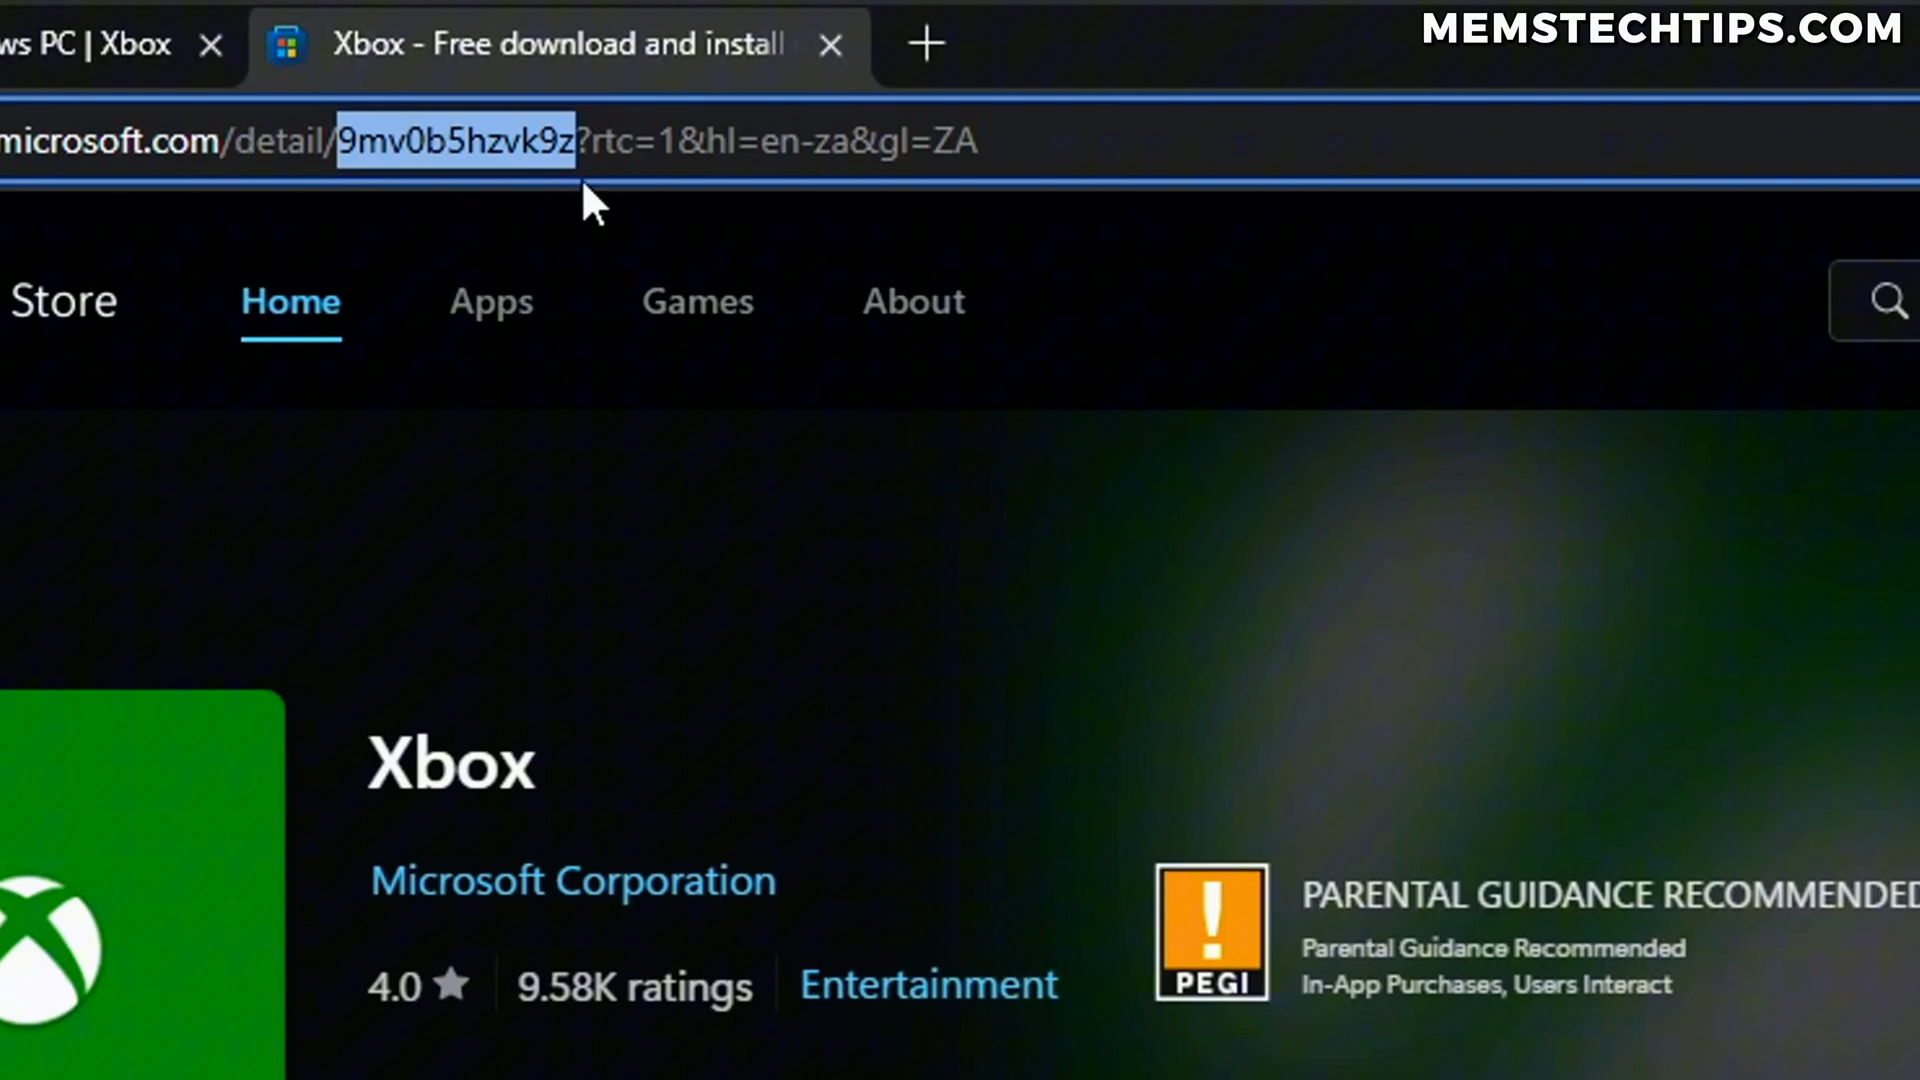 MEMSTECHTIPS.COM
ws PC | Xbox
Xbox - Free download and install
microsoft.com/detail/9mv0b5hzvk9z?rtc=1&hl=en-za&gl=ZA
Store Home Apps Games About
Xbox
Microsoft Corporation
4.0 ★ 9.58K ratings Entertainment
PARENTAL GUIDANCE RECOMMENDED
Parental Guidance Recommended
In-App Purchases, Users Interact
! PEGI